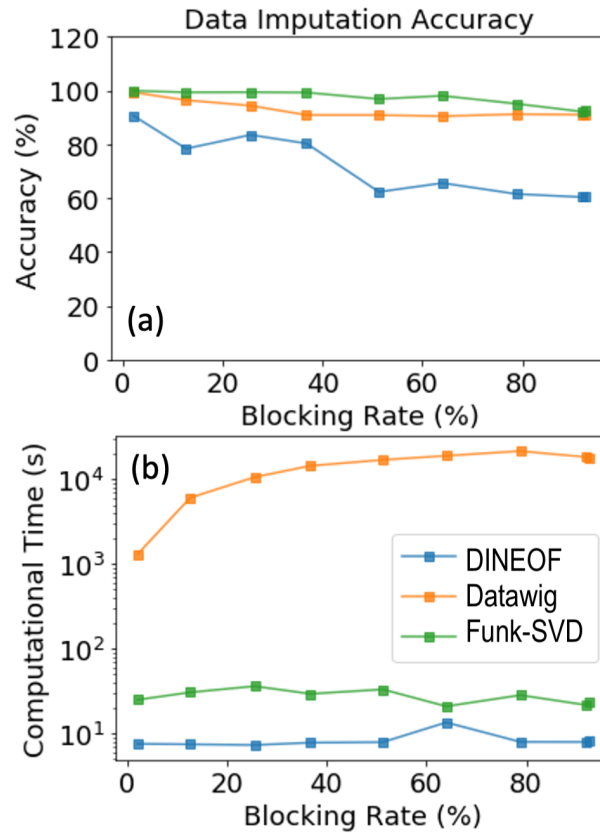 Data Imputation Accuracy
120
100
80
60
40
20
0
Accuracy (%)
(a)
0 20 40 60 80
Blocking Rate (%)
(b)
10⁴
10³
10²
10¹
Computational Time (s)
DINEOF
Datawig
Funk-SVD
0 20 40 60 80
Blocking Rate (%)